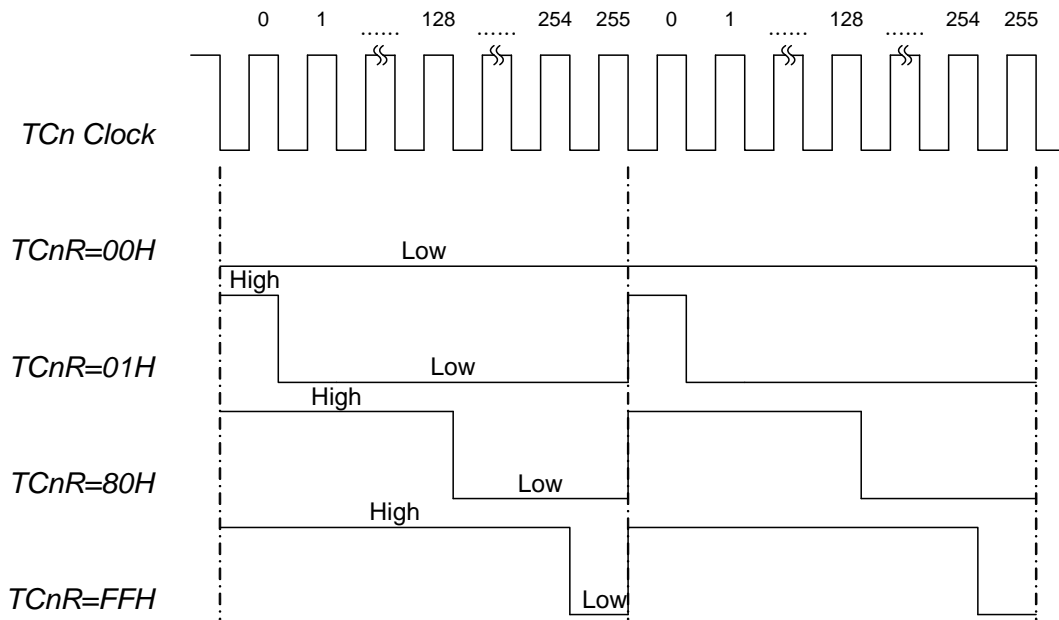 0 1 ...... 128 ...... 254 255 0 1 ...... 128 ...... 254 255
TCn Clock
TCnR=00H
Low
High
TCnR=01H
Low
High
TCnR=80H
Low
High
TCnR=FFH
Low